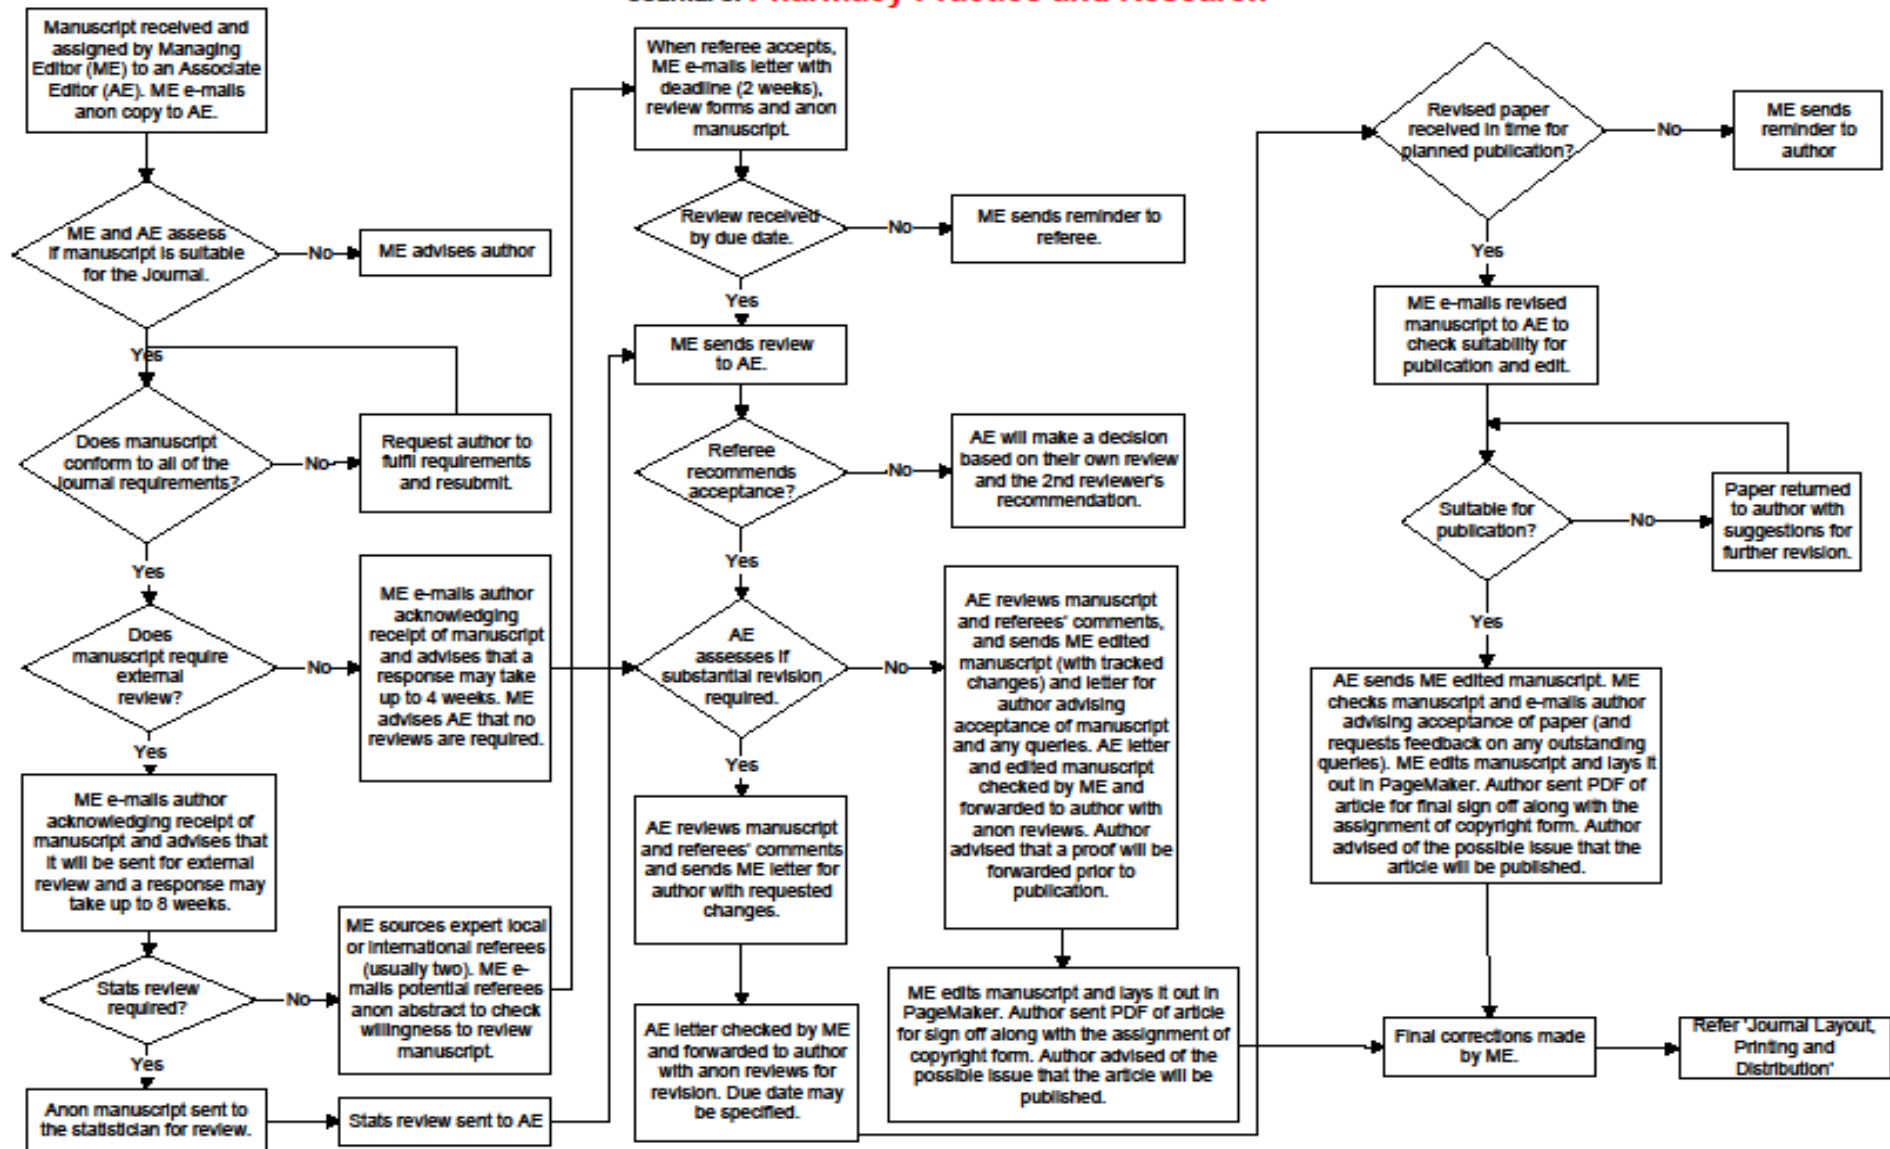 Pharmacy Practice and Research
Manuscript received and
assigned by Managing
Editor (ME) to an Associate
Editor (AE). ME e-mails
anon copy to AE.
ME and AE assess
if manuscript is suitable
for the Journal.
No
ME advises author
Yes
Does manuscript
conform to all of the
Journal requirements?
No
Request author to
fulfil requirements
and resubmit.
Yes
Does
manuscript require
external
review?
No
ME e-mails author
acknowledging
receipt of manuscript
and advises that a
response may take
up to 4 weeks. ME
advises AE that no
reviews are required.
Yes
ME e-mails author
acknowledging receipt of
manuscript and advises that
it will be sent for external
review and a response may
take up to 8 weeks.
Stats review
required?
No
ME sources expert local
or international referees
(usually two). ME e-
mails potential referees
anon abstract to check
willingness to review
manuscript.
Yes
Anon manuscript sent to
the statistician for review.
Stats review sent to AE
When referee accepts,
ME e-mails letter with
deadline (2 weeks),
review forms and anon
manuscript.
Review received
by due date.
No
ME sends reminder to
referee.
Yes
ME sends review
to AE.
Referee
recommends
acceptance?
No
AE will make a decision
based on their own review
and the 2nd reviewer's
recommendation.
Yes
AE
assesses if
substantial revision
required.
No
AE reviews manuscript
and referees' comments,
and sends ME edited
manuscript (with tracked
changes) and letter for
author advising
acceptance of manuscript
and any queries. AE letter
and edited manuscript
checked by ME and
forwarded to author with
anon reviews. Author
advised that a proof will be
forwarded prior to
publication.
Yes
AE reviews manuscript
and referees' comments
and sends ME letter for
author with requested
changes.
AE letter checked by ME
and forwarded to author
with anon reviews for
revision. Due date may
be specified.
ME edits manuscript and lays it out in
PageMaker. Author sent PDF of article
for sign off along with the assignment of
copyright form. Author advised of the
possible issue that the article will be
published.
Revised paper
received in time for
planned publication?
No
ME sends
reminder to
author
Yes
ME e-mails revised
manuscript to AE to
check suitability for
publication and edit.
Suitable for
publication?
No
Paper returned
to author with
suggestions for
further revision.
Yes
AE sends ME edited manuscript. ME
checks manuscript and e-mails author
advising acceptance of paper (and
requests feedback on any outstanding
queries). ME edits manuscript and lays it
out in PageMaker. Author sent PDF of
article for final sign off along with the
assignment of copyright form. Author
advised of the possible issue that the
article will be published.
Final corrections made
by ME.
Refer 'Journal Layout,
Printing and
Distribution'